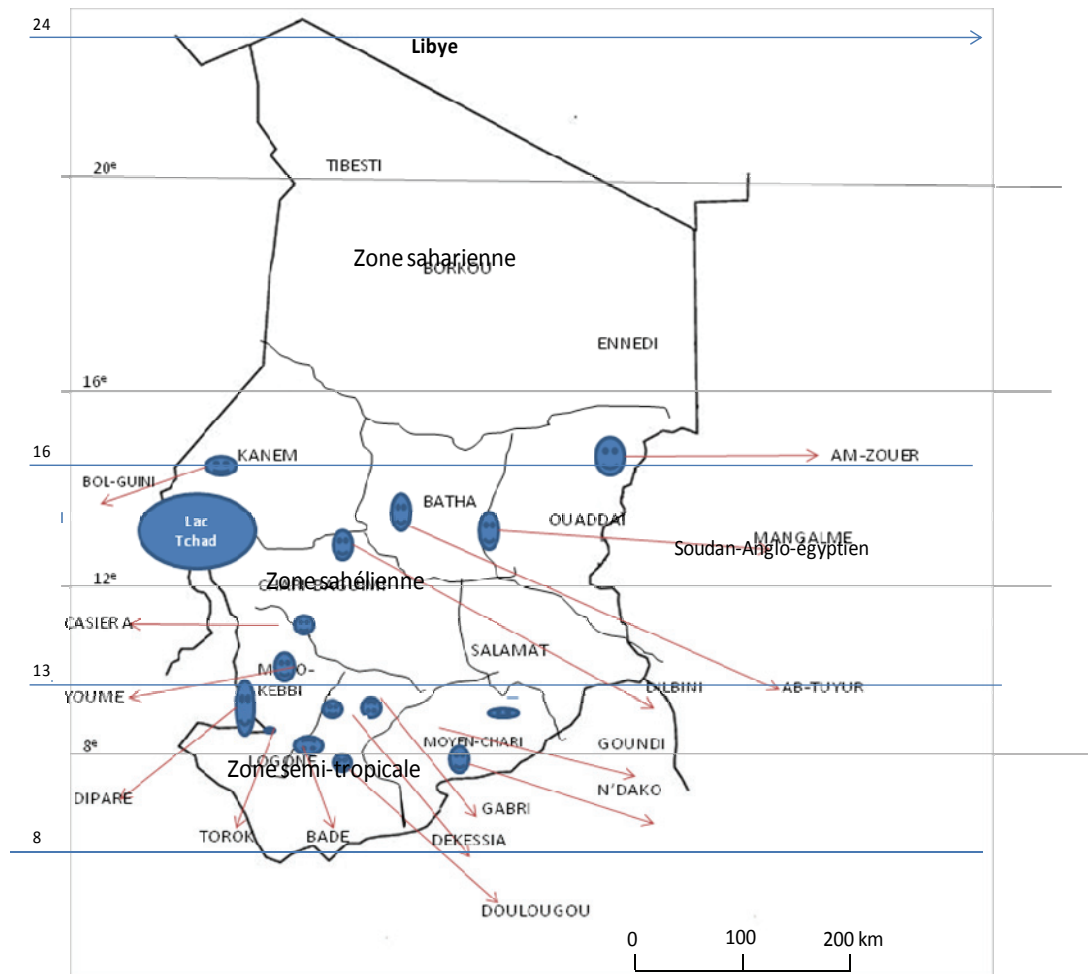 24
Libye
20e
TIBESTI
Zone saharienne
BORKOU
ENNEDI
16e
16
KANEM
AM-ZOUER
BOL-GUINI
BATHA
Lac
Tchad
OUADDAI
MANGALME
Soudan-Anglo-égyptien
12e
Zone sahélienne
CASIER A
SALAMAT
MAYO-
KEBBI
13
YOUME
DILBINI
AB-TUYUR
8e
MOYEN-CHARI
GOUNDI
LOGONE
Zone semi-tropicale
N'DAKO
DIPARE
GABRI
8
TOROK
BADE
DEKESSIA
DOULOUGOU
0
100
200 km